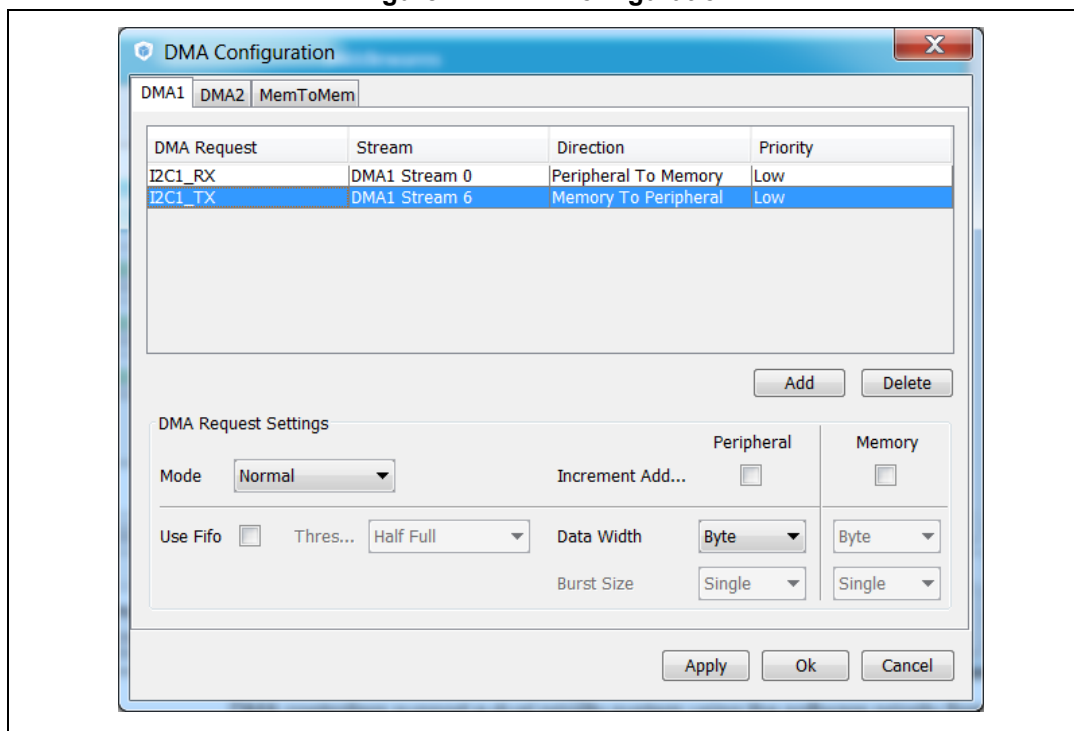 DMA Configuration
DMA1 DMA2 MemToMem
DMA Request Stream Direction Priority
I2C1_RX DMA1 Stream 0 Peripheral To Memory Low
I2C1_TX DMA1 Stream 6 Memory To Peripheral Low
Add Delete
DMA Request Settings
Peripheral Memory
Mode Normal Increment Add...
Use Fifo Thres... Half Full Data Width Byte Byte
Burst Size Single Single
Apply Ok Cancel